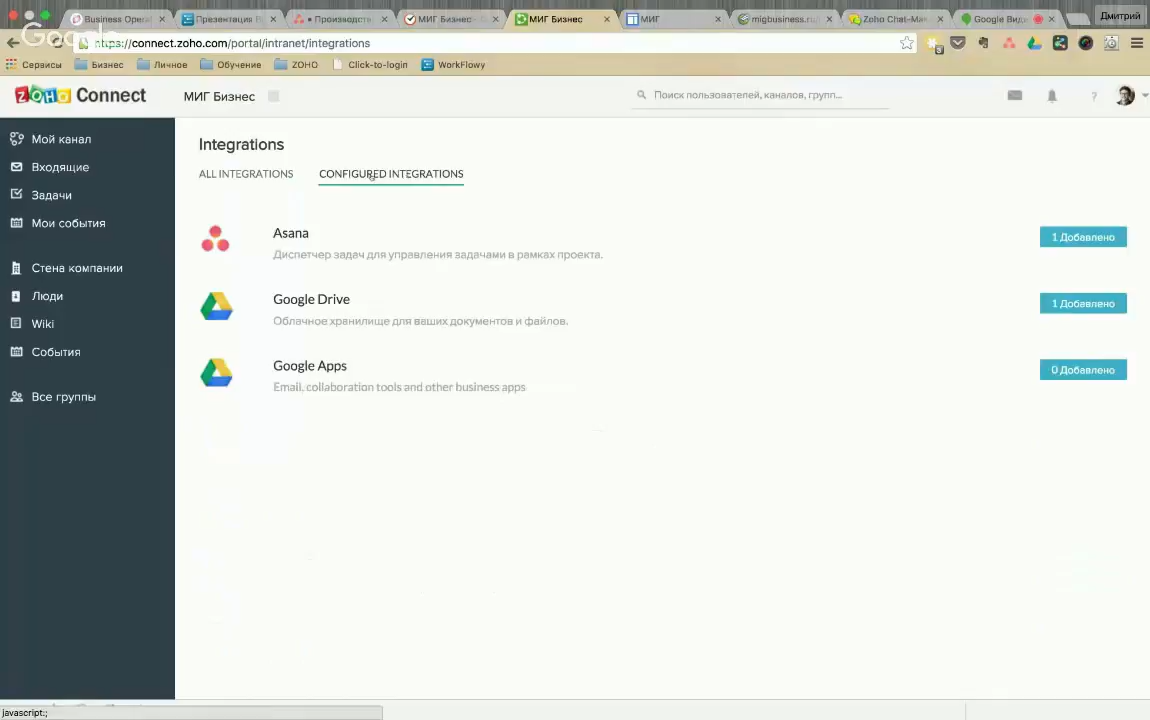 Business Operat
Презентация В
• Производств
МИГ Бизнес -
МИГ Бизнес
МИГ
migbusiness.ru
Zoho Chat-Мак
Google Виде
Дмитрий
Google
https://connect.zoho.com/portal/intranet/integrations
Сервисы
Бизнес
Личное
Обучение
ZOHO
Click-to-login
WorkFlowy
ZOHO Connect
МИГ Бизнес
Поиск пользователей, каналов, групп...
?
Мой канал
Входящие
Задачи
Мои события
Стена компании
Люди
Wiki
События
Все группы
Integrations
ALL INTEGRATIONS
CONFIGURED INTEGRATIONS
Asana
Диспетчер задач для управления задачами в рамках проекта.
1 Добавлено
Google Drive
Облачное хранилище для ваших документов и файлов.
1 Добавлено
Google Apps
Email, collaboration tools and other business apps
0 Добавлено
javascript:;